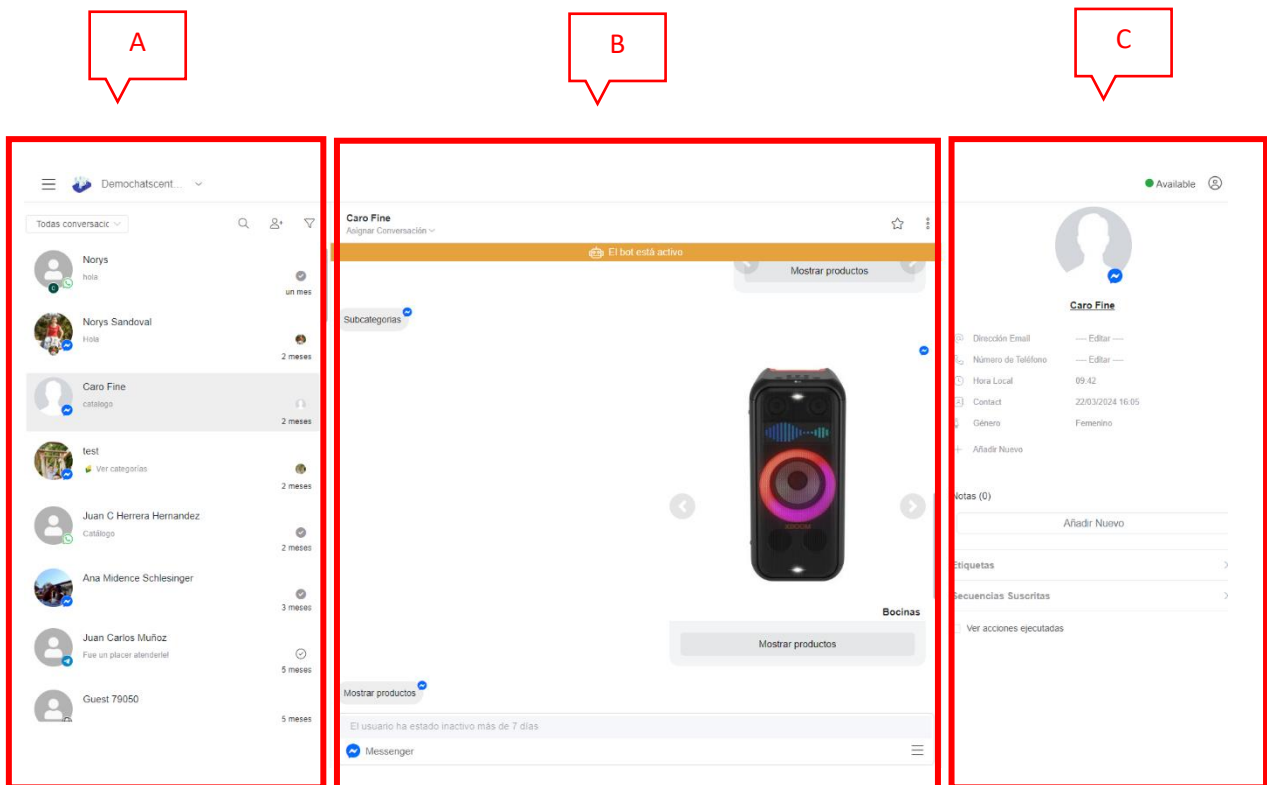 A
B
C
Demochatscent...
Todas conversacic
Norys
hola
un mes
Norys Sandoval
Hola
2 meses
Caro Fine
catalogo
2 meses
test
Ver categorías
2 meses
Juan C Herrera Hernandez
Catálogo
2 meses
Ana Midence Schlesinger
3 meses
Juan Carlos Muñoz
Fue un placer atenderle!
5 meses
Guest 79050
5 meses
Caro Fine
Asignar Conversación
El bot está activo
Mostrar productos
Subcategorias
Bocinas
Mostrar productos
Mostrar productos
El usuario ha estado inactivo más de 7 días
Messenger
Available
Caro Fine
Dirección Email ---- Editar ----
Número de Teléfono ---- Editar ----
Hora Local 09:42
Contact 22/03/2024 16:05
Género Femenino
Añadir Nuevo
Notas (0)
Añadir Nuevo
Etiquetas
Secuencias Suscritas
Ver acciones ejecutadas